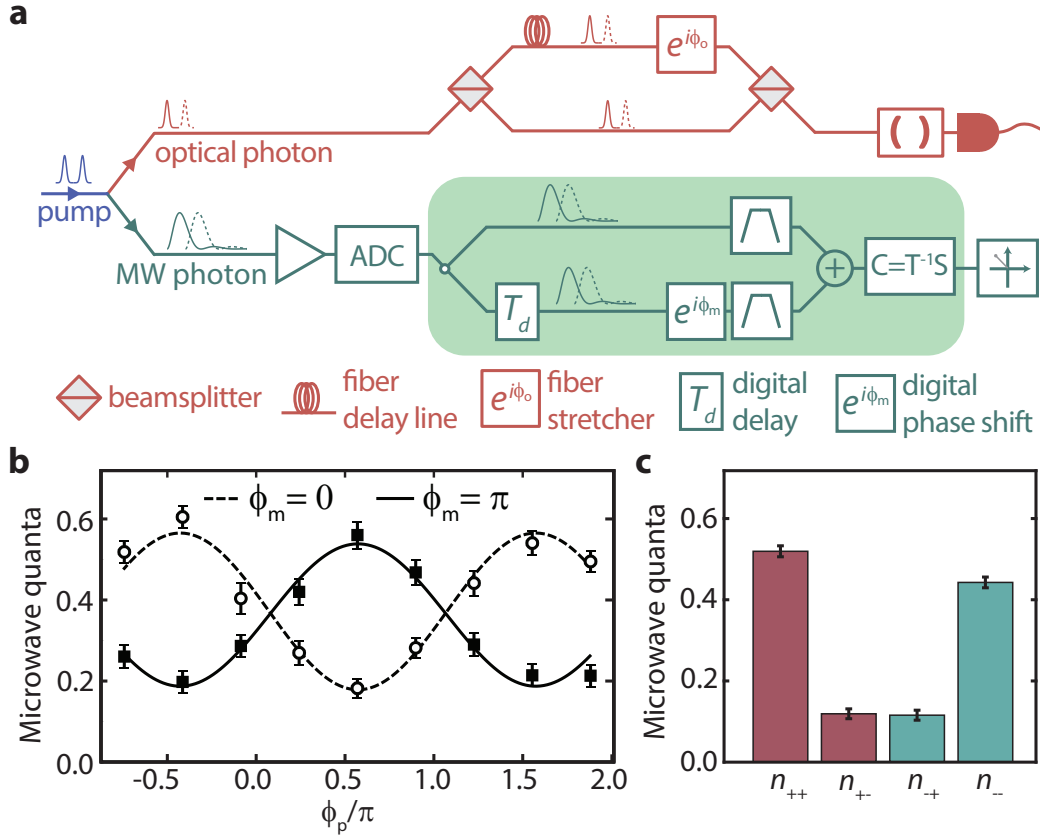 a
e^{iϕ_o}
optical photon
( )
pump
MW photon
ADC
T_d
e^{iϕ_m}
+
C=T^{-1}S
beamsplitter
fiber
delay line
e^{iϕ_o}
fiber
stretcher
T_d
digital
delay
e^{iϕ_m}
digital
phase shift
b
Microwave quanta
0.6
0.4
0.2
0.0
ϕ_m = 0
ϕ_m = π
-0.5
0.0
0.5
1.0
1.5
ϕ_p/π
c
Microwave quanta
0.6
0.4
0.2
0.0
n_{++}
n_{+-}
n_{-+}
n_{--}